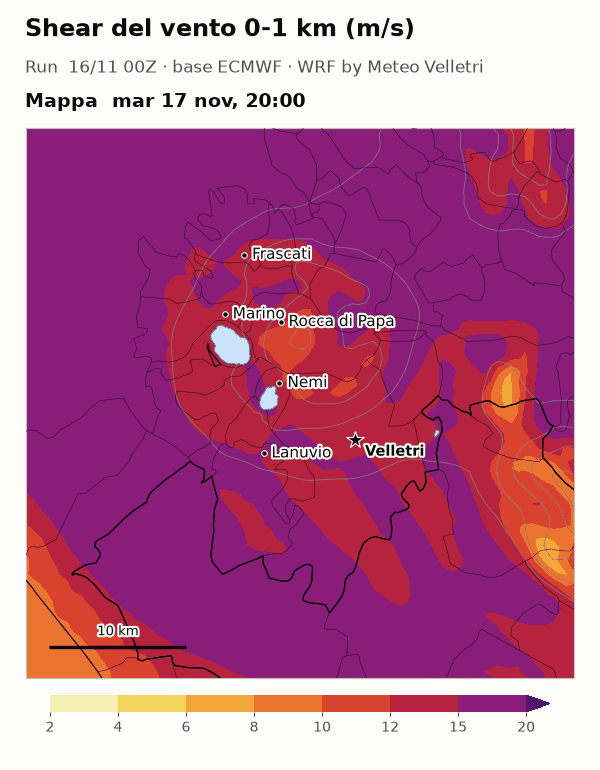 Shear del vento 0-1 km (m/s)
Run  16/11 00Z · base ECMWF · WRF by Meteo Velletri
Mappa  mar 17 nov, 20:00
Frascati
Marino
Rocca di Papa
Nemi
Lanuvio
Velletri
10 km
2 4 6 8 10 12 15 20